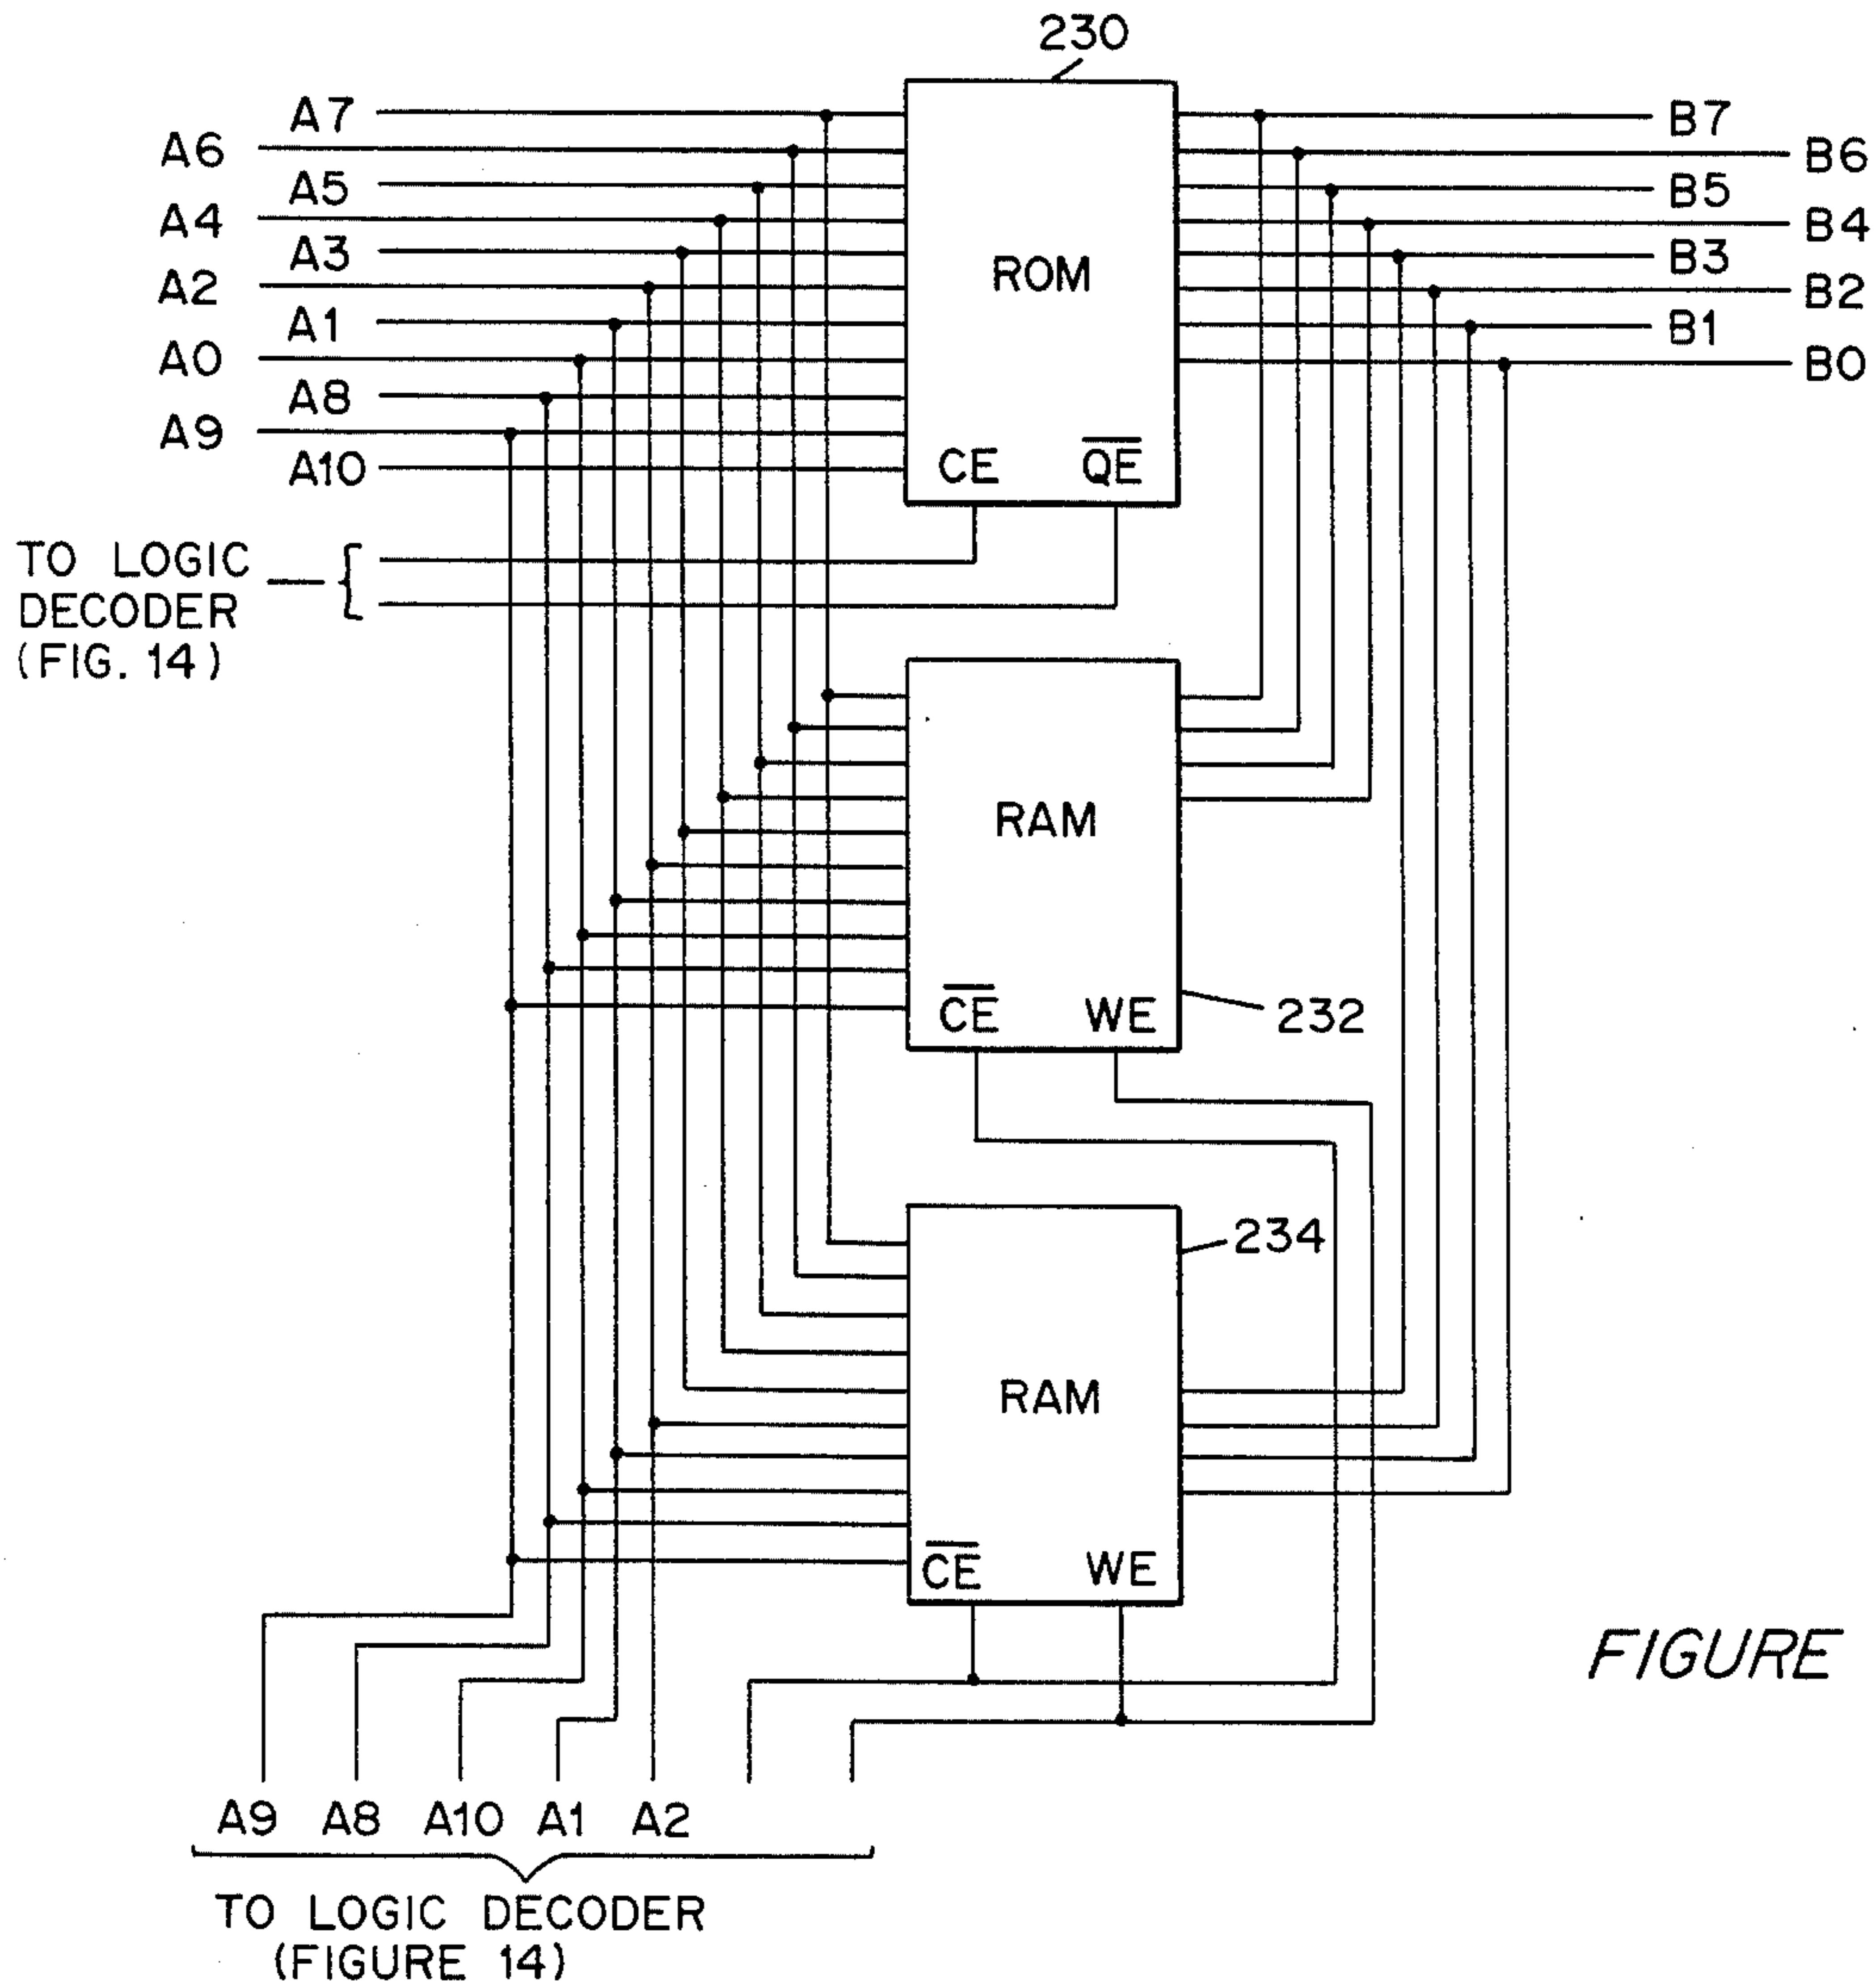 230
A7
A6
A5
A4
A3
A2
A1
A0
A8
A9
A10
B7
B6
B5
B4
B3
B2
B1
B0
ROM
CE
QE
TO LOGIC
DECODER
(FIG. 14)
RAM
CE
WE
232
234
RAM
CE
WE
FIGURE
A9 A8 A10 A1 A2
TO LOGIC DECODER
(FIGURE 14)